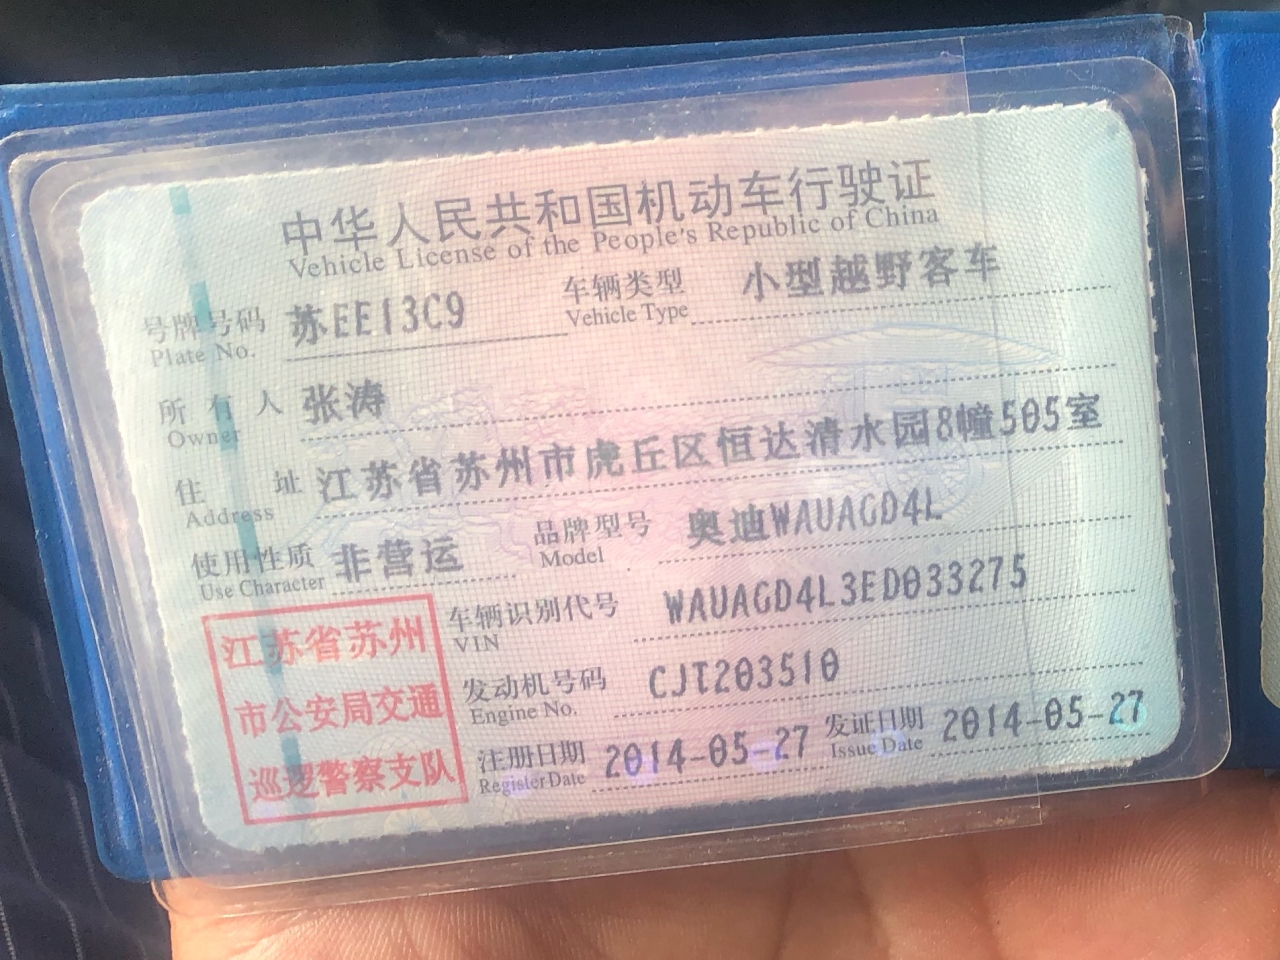 中华人民共和国机动车行驶证
Vehicle License of the People's Republic of China
号牌号码 苏EE13C9 车辆类型 小型越野客车
Plate No. Vehicle Type
所有人 张涛
Owner
住址 江苏省苏州市虎丘区恒达清水园8幢505室
Address
使用性质 非营运 品牌型号 奥迪WAUAGD4L
Use Character Model
车辆识别代号 WAUAGD4L3ED033275
VIN
发动机号码 CJT203510
Engine No.
注册日期 2014-05-27 发证日期 2014-05-27
Register Date Issue Date
江苏省苏州
市公安局交通
巡逻警察支队